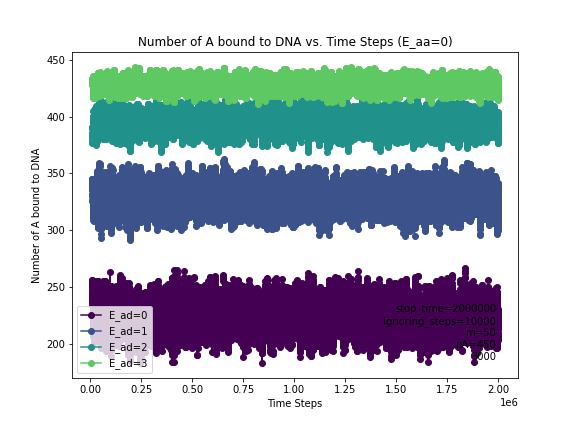 Number of A bound to DNA vs. Time Steps (E_aa=0)
Number of A bound to DNA
450
400
350
300
250
200
E_ad=0
E_ad=1
E_ad=2
E_ad=3
stop_time=2000000
ignoring_steps=10000
m=50
0.00
0.25
0.50
0.75
1.00
1.25
1.50
1.75
2.00
1e6
Time Steps